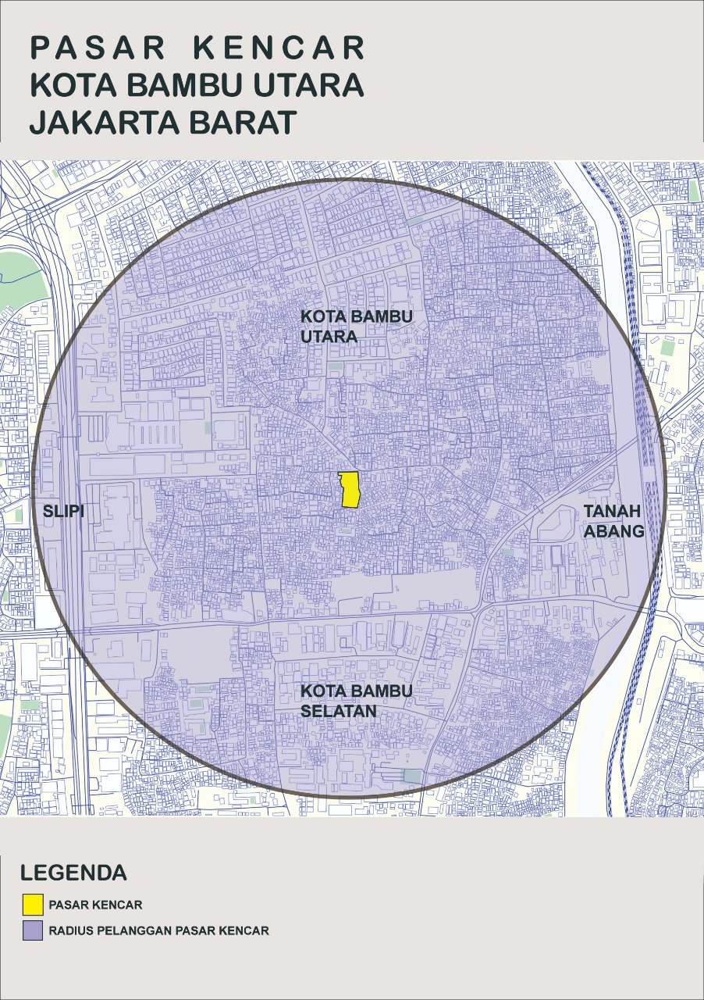 PASAR KENCAR
KOTA BAMBU UTARA
JAKARTA BARAT
KOTA BAMBU
UTARA
SLIPI
TANAH
ABANG
KOTA BAMBU
SELATAN
LEGENDA
PASAR KENCAR
RADIUS PELANGGAN PASAR KENCAR